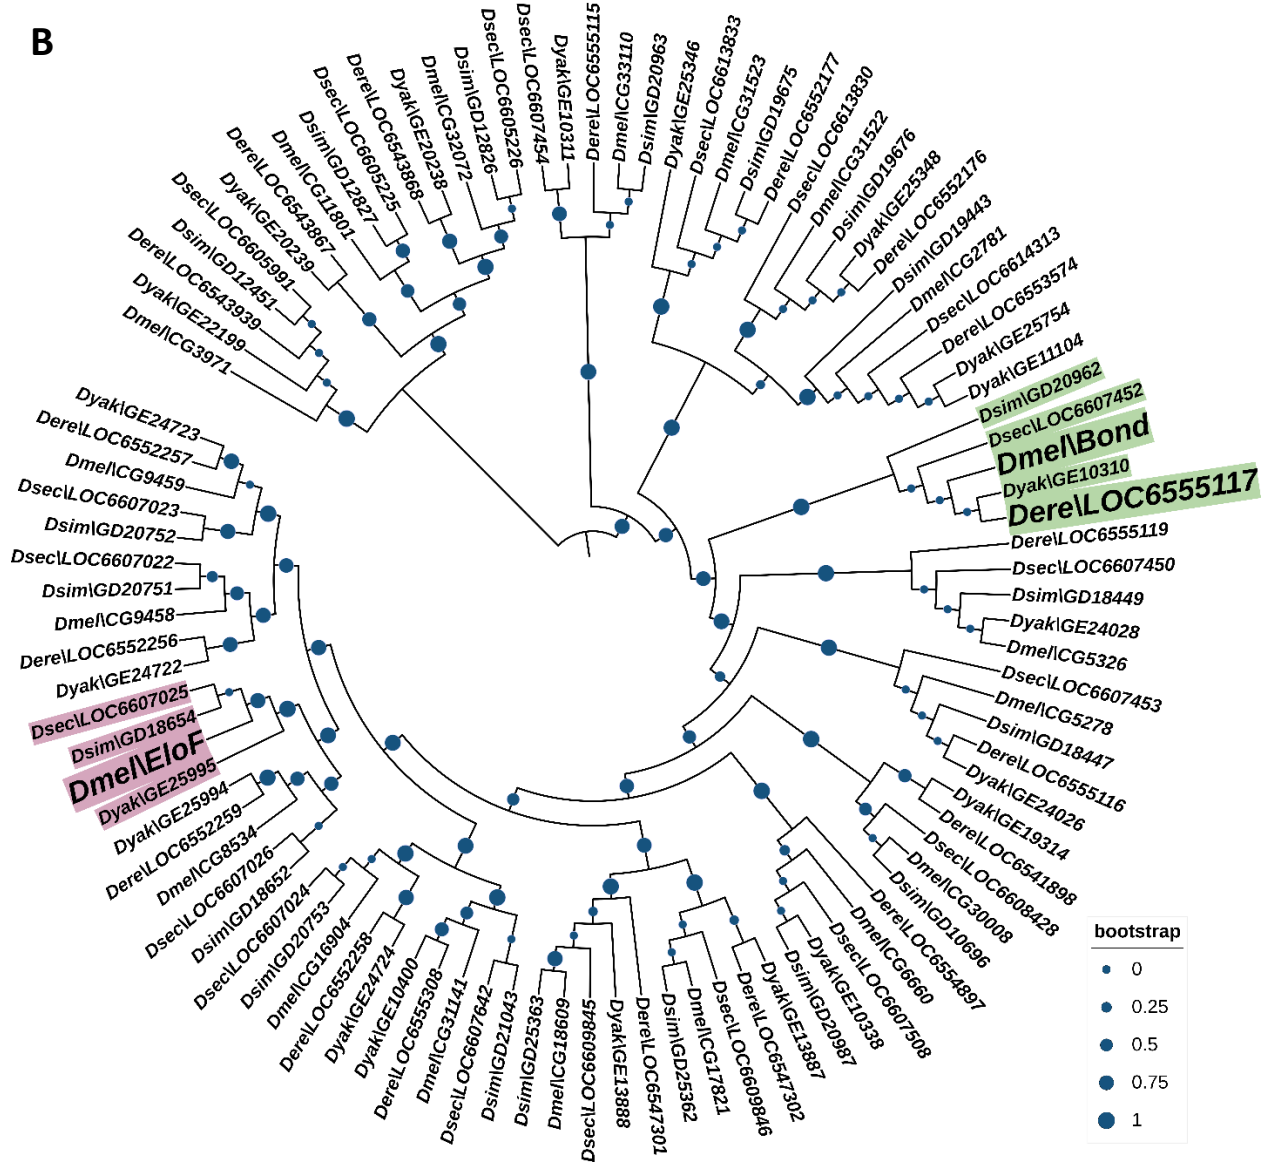 B
Dmel\CG3971
Dyak\GE22199
Dere\LOC6543939
Dsim\GD12451
Dsec\LOC6605991
Dyak\GE20239
Dere\LOC6543867
Dmel\CG11801
Dsim\GD12827
Dsec\LOC6605225
Dere\LOC6543868
Dyak\GE20238
Dmel\CG32072
Dsim\GD12826
Dsec\LOC6605226
Dsec\LOC6607454
Dyak\GE10311
Dere\LOC6555115
Dmel\CG33110
Dsim\GD20963
Dyak\GE25346
Dsec\LOC6613833
Dmel\CG31523
Dsim\GD19675
Dere\LOC6552177
Dsec\LOC6613830
Dmel\CG31522
Dsim\GD19676
Dyak\GE25348
Dere\LOC6552176
Dsim\GD19443
Dmel\CG2781
Dsec\LOC6614313
Dere\LOC6553574
Dyak\GE25754
Dyak\GE11104
Dsim\GD20962
Dsec\LOC6607452
Dmel\Bond
Dyak\GE10310
Dere\LOC6555117
Dere\LOC6555119
Dsec\LOC6607450
Dsim\GD18449
Dyak\GE24028
Dmel\CG5326
Dsec\LOC6607453
Dmel\CG5278
Dsim\GD18447
Dere\LOC6555116
Dyak\GE24026
Dyak\GE19314
Dere\LOC6541898
Dsec\LOC6608428
Dmel\CG30008
Dsim\GD10696
Dere\LOC6554897
Dmel\CG6660
Dsec\LOC6607508
Dyak\GE10338
Dsim\GD20987
Dyak\GE13887
Dere\LOC6547302
Dsec\LOC6609846
Dmel\CG17821
Dsim\GD25362
Dere\LOC6547301
Dyak\GE13888
Dsec\LOC6609845
Dmel\CG18609
Dsim\GD25363
Dsim\GD21043
Dsec\LOC6607642
Dmel\CG31141
Dere\LOC6555308
Dyak\GE10400
Dyak\GE24724
Dere\LOC6552258
Dmel\CG16904
Dsim\GD20753
Dsec\LOC6607024
Dsim\GD18652
Dsec\LOC6607026
Dmel\CG8534
Dere\LOC6552259
Dyak\GE25994
Dyak\GE25995
Dmel\EloF
Dsim\GD18654
Dsec\LOC6607025
Dyak\GE24722
Dere\LOC6552256
Dmel\CG9458
Dsim\GD20751
Dsec\LOC6607022
Dsim\GD20752
Dsec\LOC6607023
Dmel\CG9459
Dere\LOC6552257
Dyak\GE24723
bootstrap
0
0.25
0.5
0.75
1